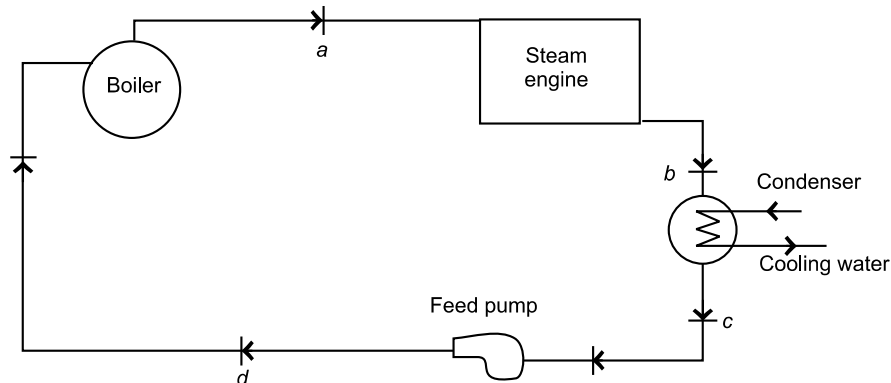 a
Boiler
Steam
engine
b
Condenser
Cooling water
c
Feed pump
d